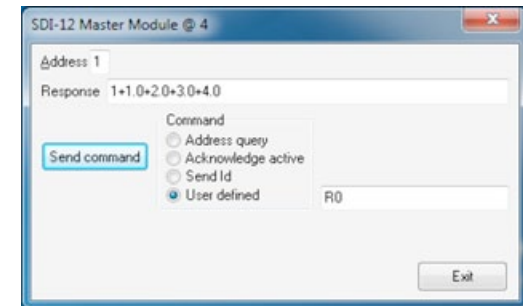 SDI-12 Master Module @ 4
Address 1
Response 1+1.0+2.0+3.0+4.0
Command
Address query
Send command
Acknowledge active
Send Id
User defined R0
Exit